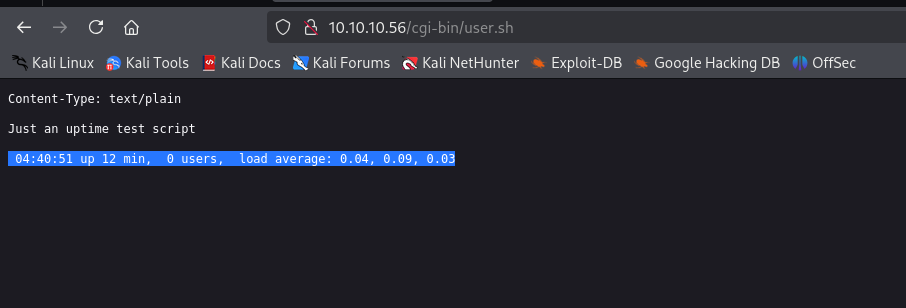 10.10.10.56/cgi-bin/user.sh
Kali Linux Kali Tools Kali Docs Kali Forums Kali NetHunter Exploit-DB Google Hacking DB OffSec
Content-Type: text/plain
Just an uptime test script
04:40:51 up 12 min,  0 users,  load average: 0.04, 0.09, 0.03